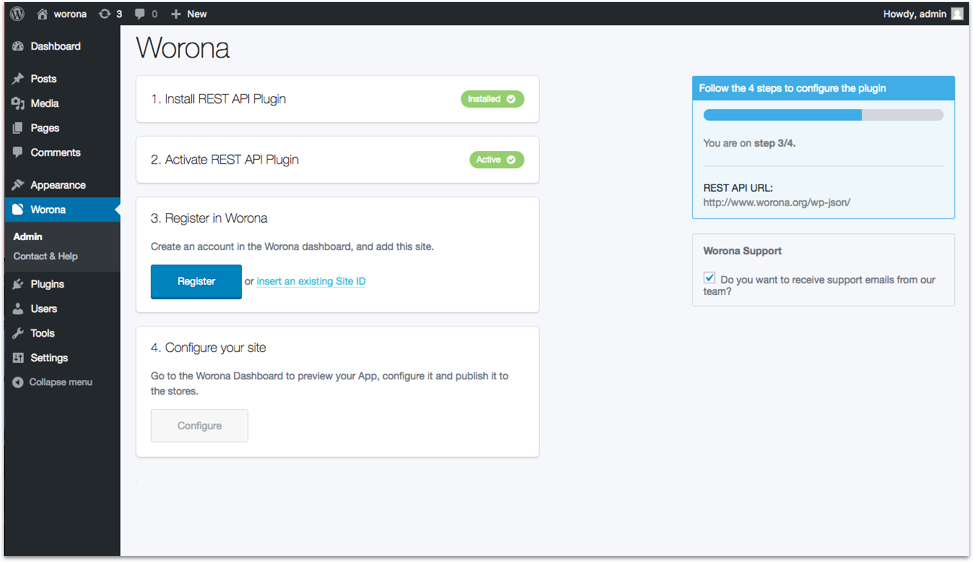 worona 3 0 New
Howdy, admin
Dashboard
Posts
Media
Pages
Comments
Appearance
Worona
Admin
Contact & Help
Plugins
Users
Tools
Settings
Collapse menu
Worona
1. Install REST API Plugin
Installed
2. Activate REST API Plugin
Active
3. Register in Worona
Create an account in the Worona dashboard, and add this site.
Register or insert an existing Site ID
4. Configure your site
Go to the Worona Dashboard to preview your App, configure it and publish it to
the stores.
Configure
Follow the 4 steps to configure the plugin
You are on step 3/4.
REST API URL:
http://www.worona.org/wp-json/
Worona Support
Do you want to receive support emails from our
team?